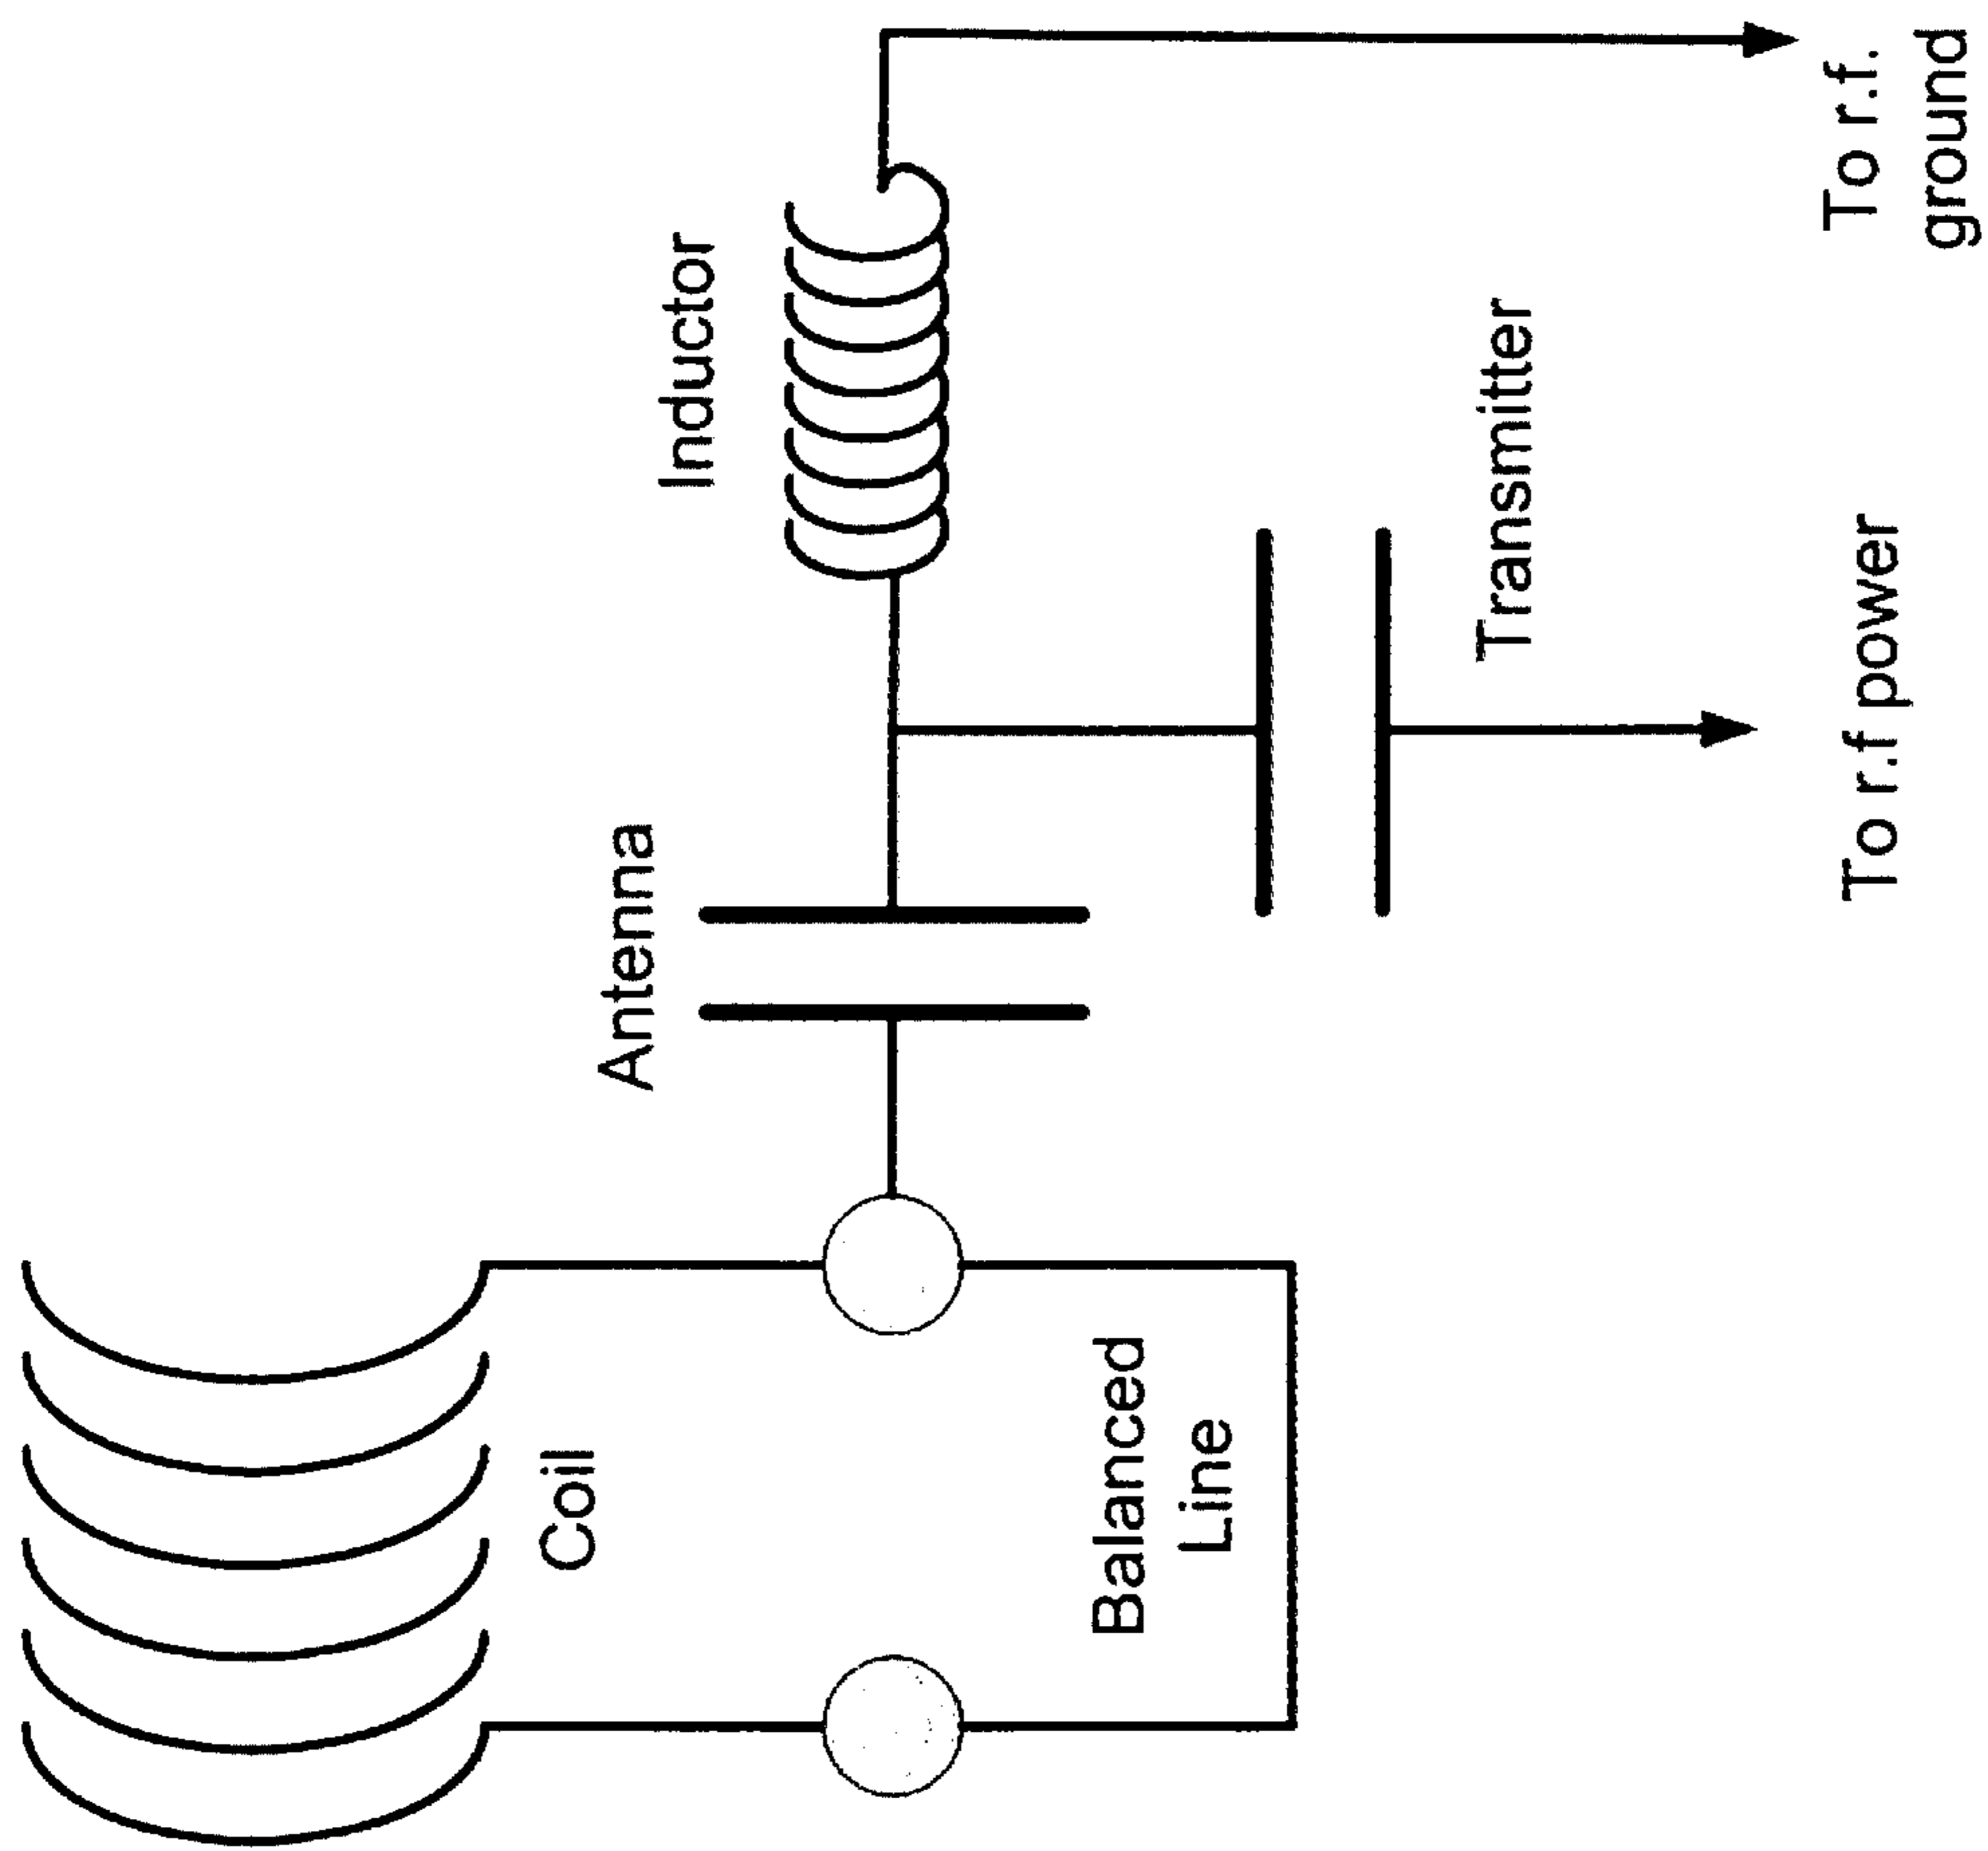 Coil
Balanced
Line
Antenna
Inductor
Transmitter
To r.f power
To r.f.
ground